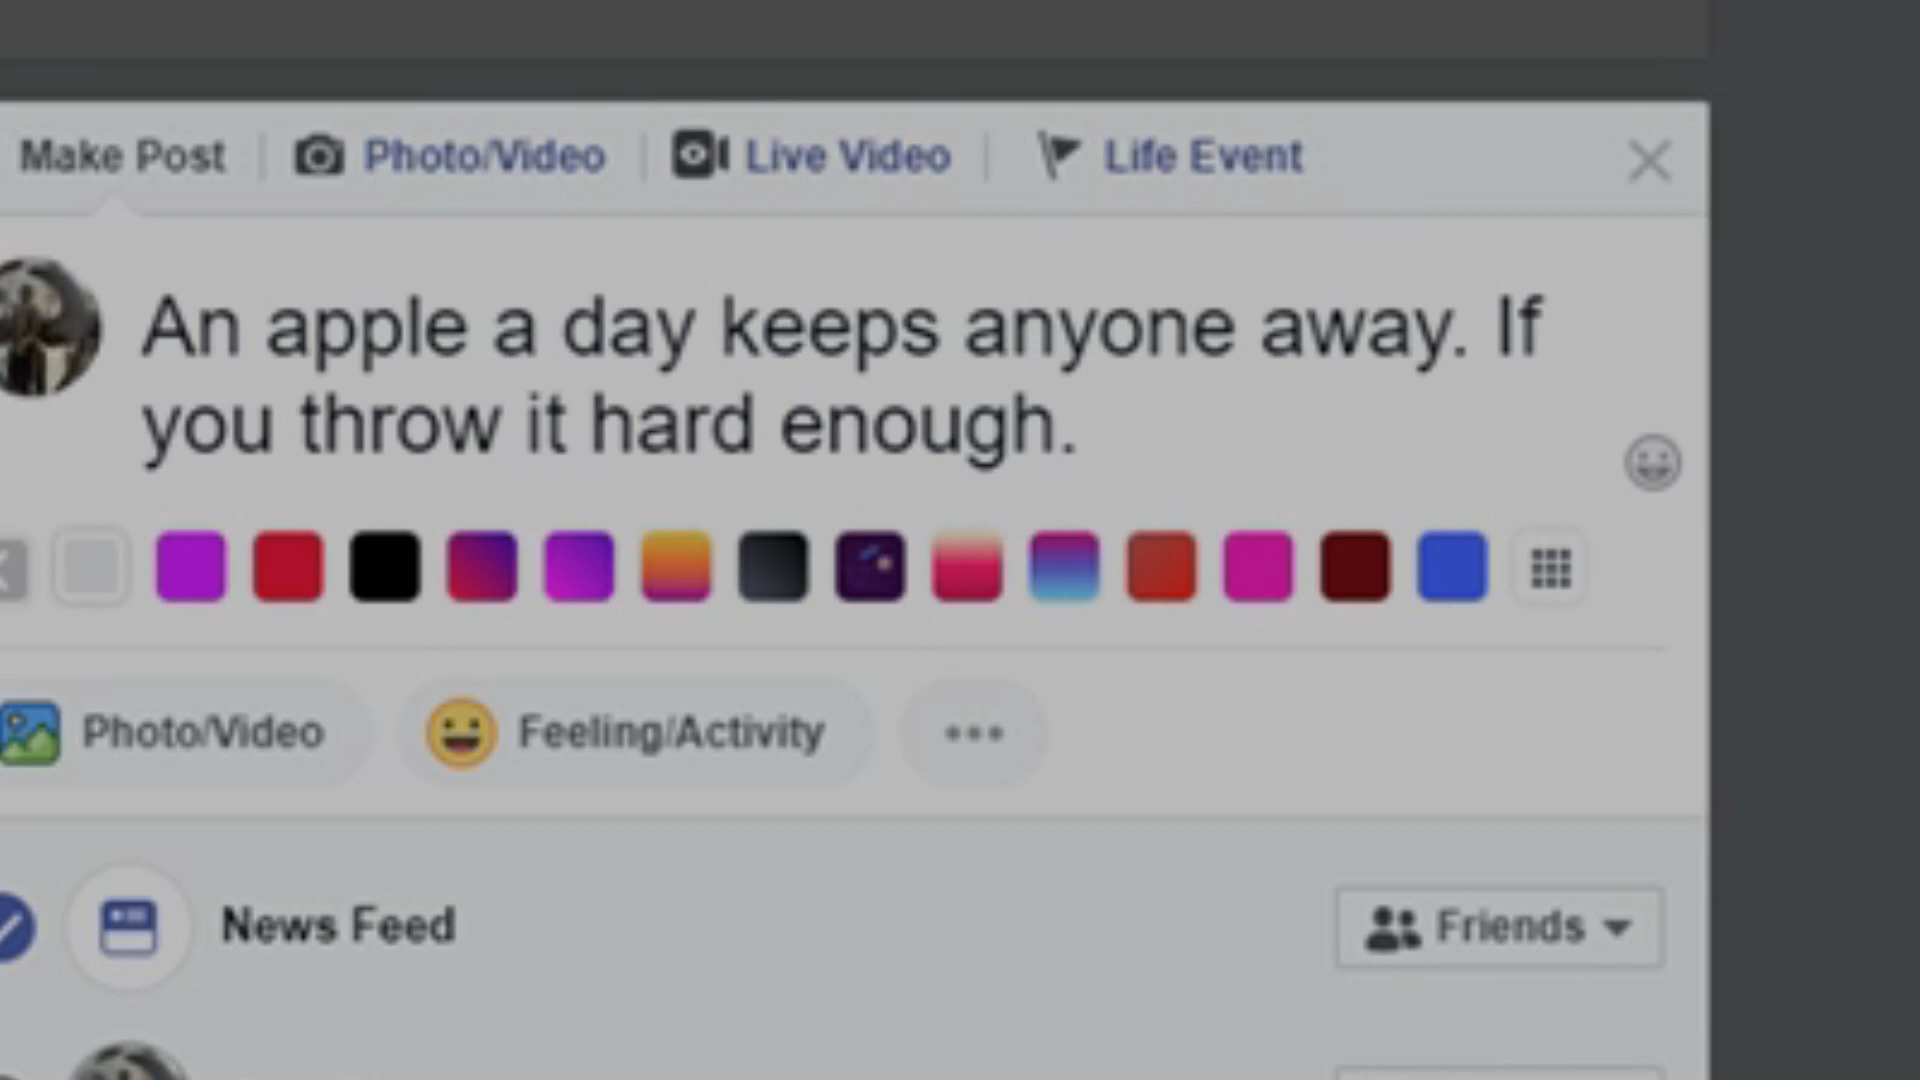 Make Post Photo/Video Live Video Life Event
An apple a day keeps anyone away. If
you throw it hard enough.
Photo/Video Feeling/Activity
News Feed Friends